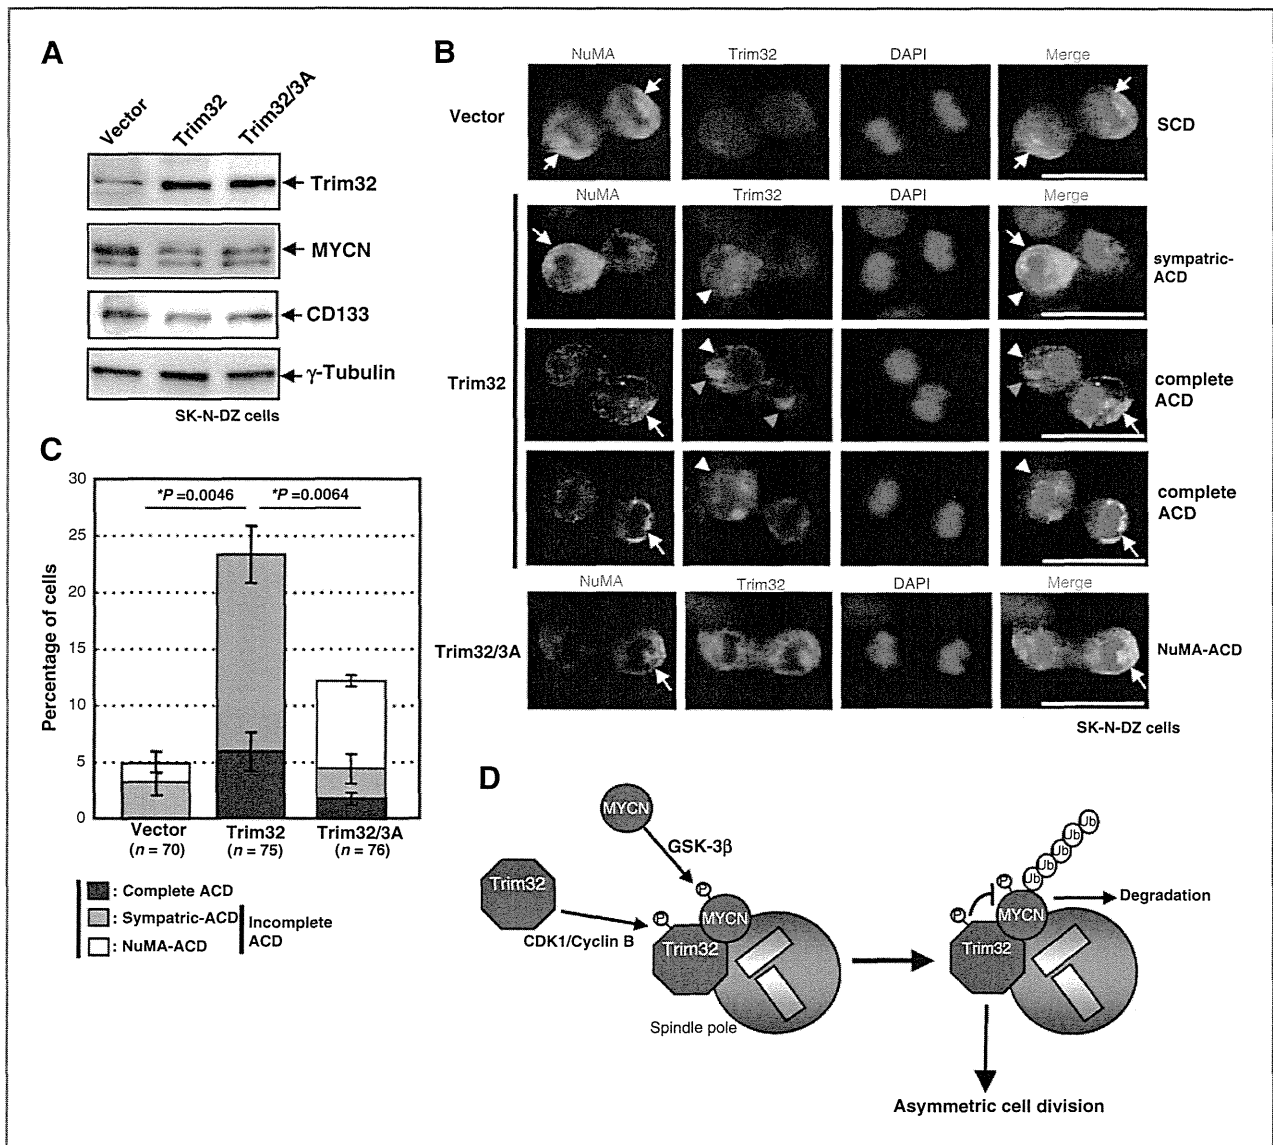 A
Vector
Trim32
Trim32/3A
Trim32
MYCN
CD133
γ-Tubulin
SK-N-DZ cells
B
NuMA
Trim32
DAPI
Merge
Vector
SCD
NuMA
Trim32
DAPI
Merge
sympatric-
ACD
Trim32
complete
ACD
complete
ACD
NuMA
Trim32
DAPI
Merge
Trim32/3A
NuMA-ACD
SK-N-DZ cells
C
30
25
20
15
10
5
0
Percentage of cells
*P =0.0046
*P =0.0064
Vector
(n = 70)
Trim32
(n = 75)
Trim32/3A
(n = 76)
: Complete ACD
: Sympatric-ACD
: NuMA-ACD
Incomplete
ACD
D
MYCN
GSK-3β
Trim32
CDK1/Cyclin B
P
P
MYCN
Trim32
Spindle pole
Ub
Ub
Ub
Ub
Ub
P
P
MYCN
Trim32
Degradation
Asymmetric cell division